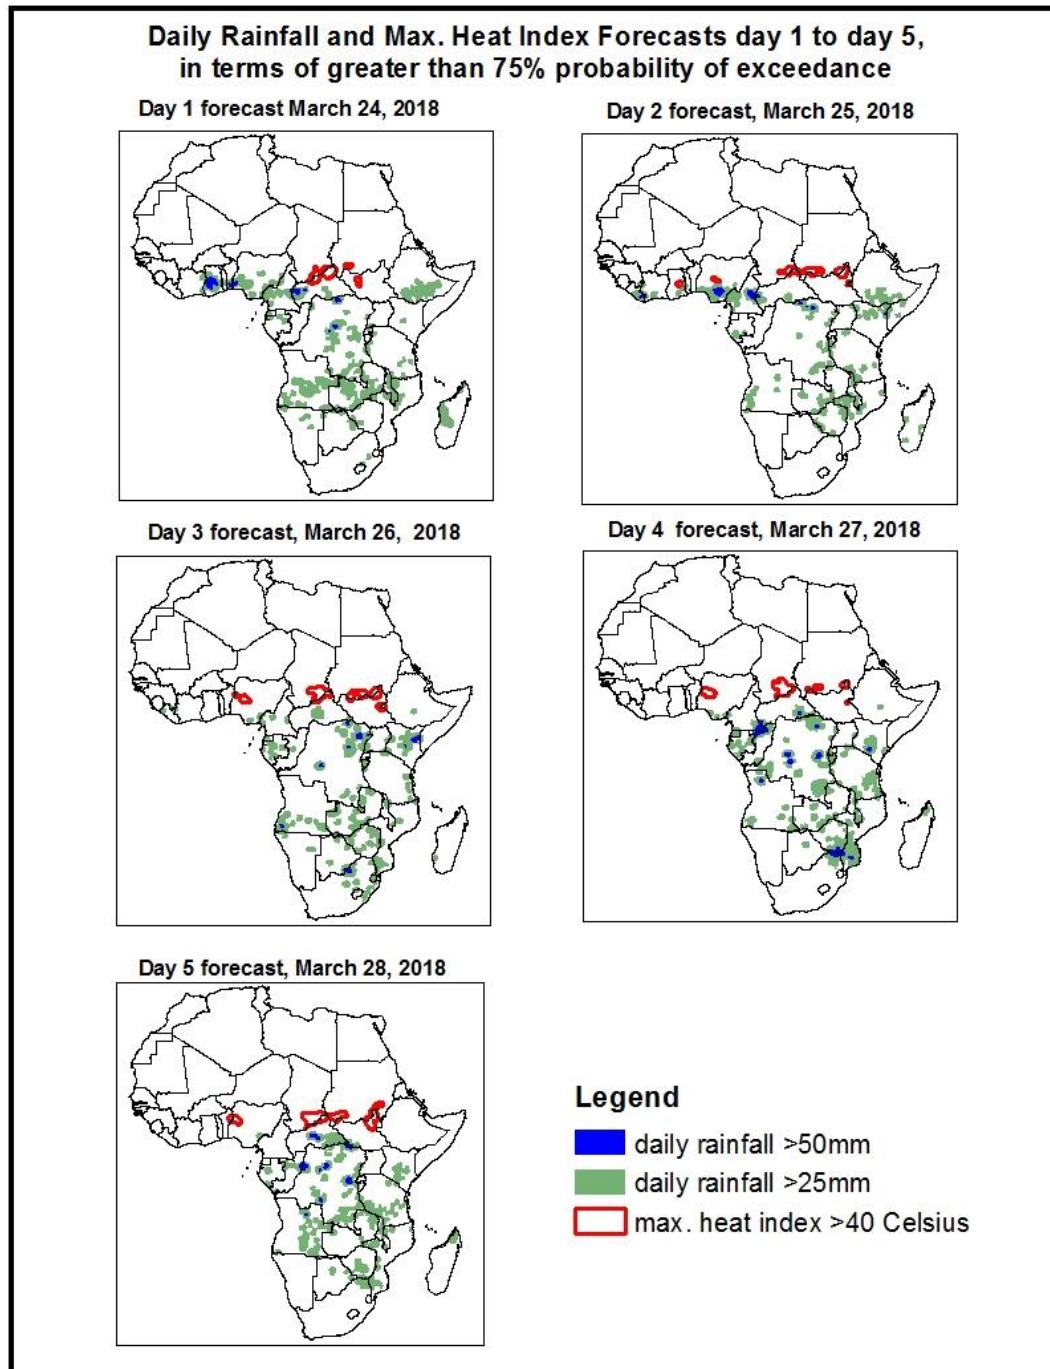 Daily Rainfall and Max. Heat Index Forecasts day 1 to day 5,
in terms of greater than 75% probability of exceedance
Day 1 forecast March 24, 2018
Day 2 forecast, March 25, 2018
Day 3 forecast, March 26, 2018
Day 4 forecast, March 27, 2018
Day 5 forecast, March 28, 2018
Legend
daily rainfall >50mm
daily rainfall >25mm
max. heat index >40 Celsius